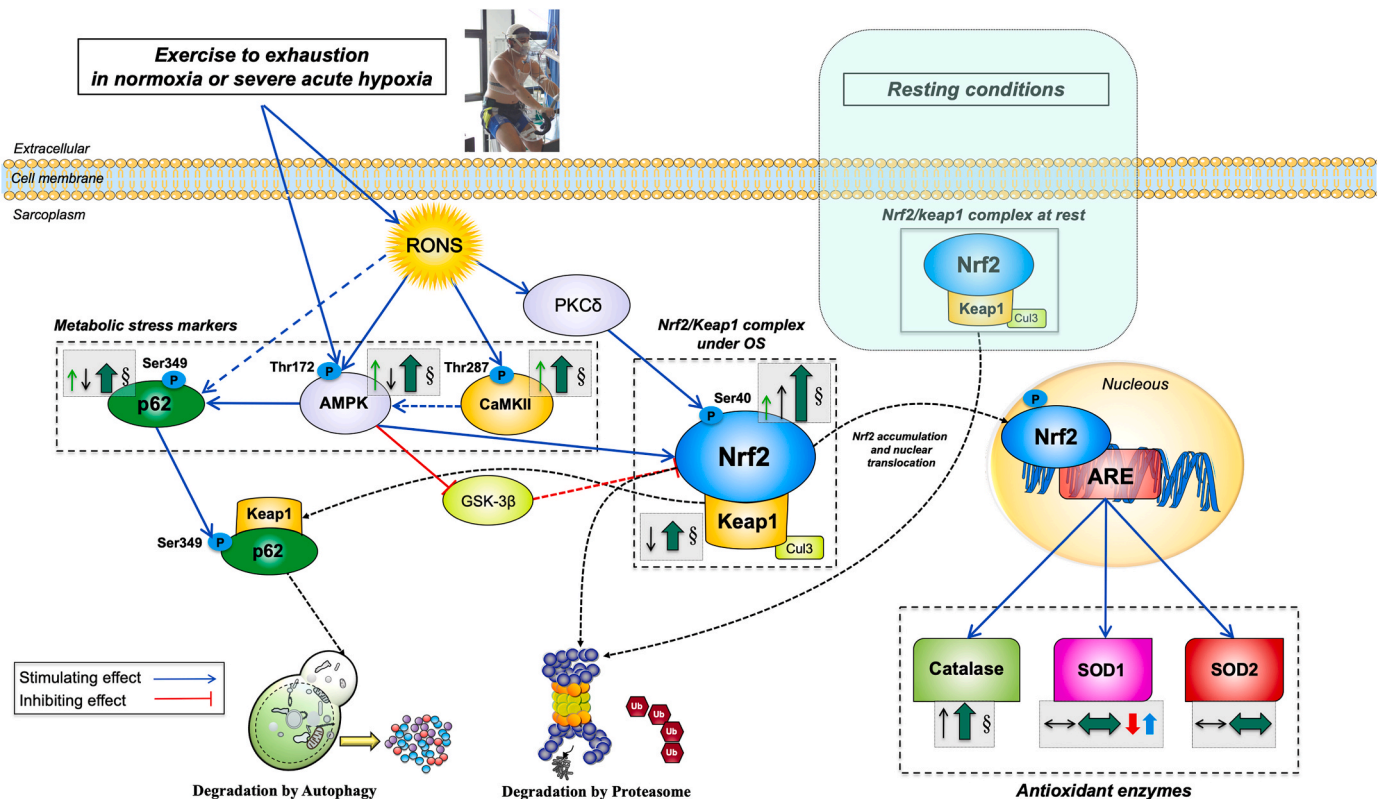 Exercise to exhaustion
in normoxia or severe acute hypoxia
Resting conditions
Extracellular
Cell membrane
Sarcoplasm
Nrf2/keap1 complex at rest
Nrf2
Keap1
Cul3
RONS
PKCδ
Metabolic stress markers
Nrf2/Keap1 complex
under OS
Ser349
P
p62
§
Thr172
P
AMPK
§
Thr287
P
CaMKII
§
Ser40
P
§
Nrf2
Keap1
Cul3
§
GSK-3β
Nrf2 accumulation
and nuclear
translocation
Nucleous
P
Nrf2
ARE
Keap1
Ser349
P
p62
Stimulating effect
Inhibiting effect
Catalase
SOD1
SOD2
§
Ub
Ub
Ub
Ub
Degradation by Autophagy
Degradation by Proteasome
Antioxidant enzymes